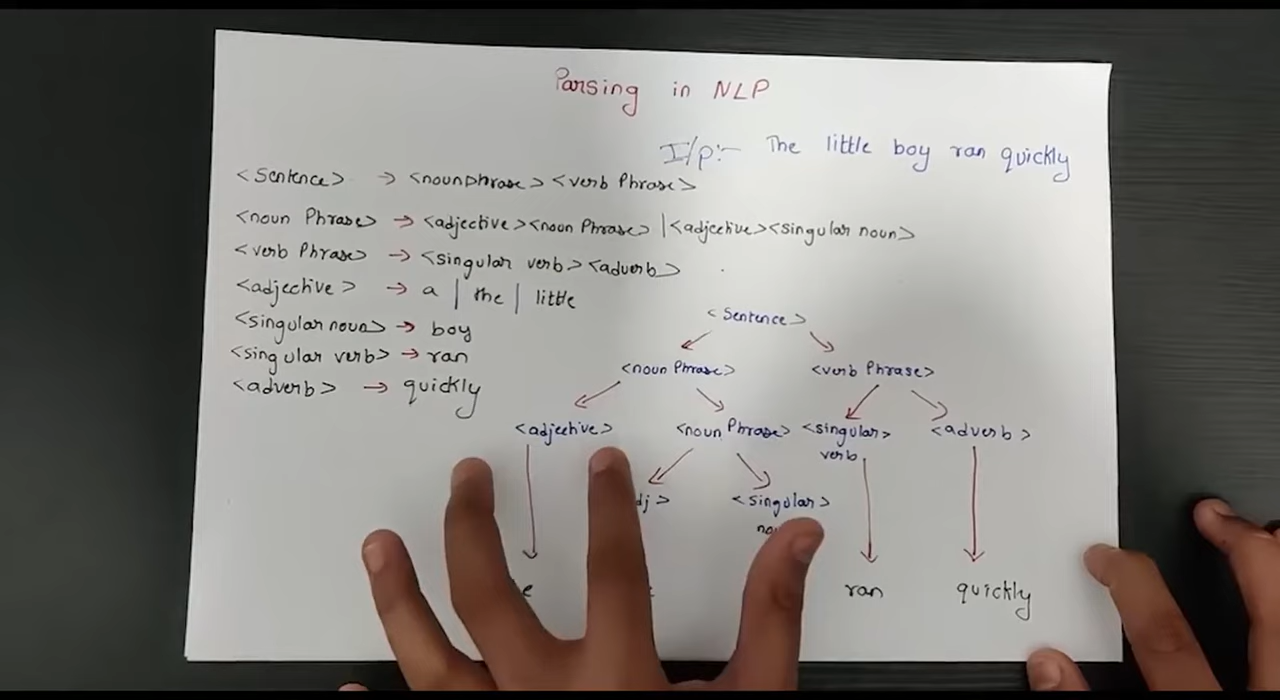 Parsing in NLP
I/p:- The little boy ran quickly
<Sentence> → <nounphrase> <verb Phrase>
<noun Phrase> → <adjective><noun Phrase> | <adjective><singular noun>
<verb Phrase> → <singular verb><adverb>
<adjective> → a | the | little
<singular noun> → boy
<singular verb> → ran
<adverb> → quickly
<Sentence>
<noun Phrase> <verb Phrase>
<adjective> <noun Phrase> <singular> <adverb>
verb
dj> <singular>
ran quickly